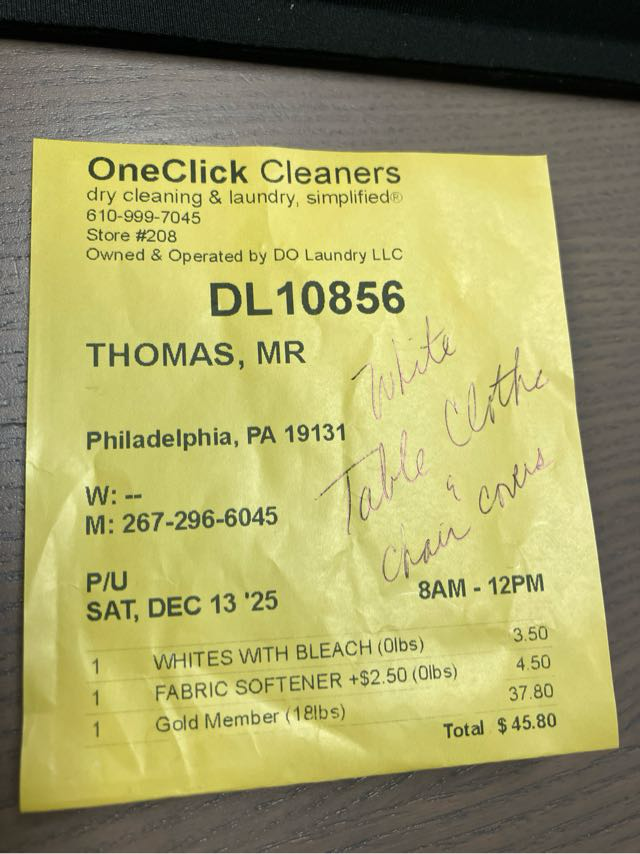 OneClick Cleaners
dry cleaning & laundry, simplified®
610-999-7045
Store #208
Owned & Operated by DO Laundry LLC
DL10856
THOMAS, MR
White
Table Clothe
&
chair covers
Philadelphia, PA 19131
W: --
M: 267-296-6045
P/U
SAT, DEC 13 '25 8AM - 12PM
1 WHITES WITH BLEACH (0lbs) 3.50
1 FABRIC SOFTENER +$2.50 (0lbs) 4.50
1 Gold Member (18lbs) 37.80
Total $ 45.80